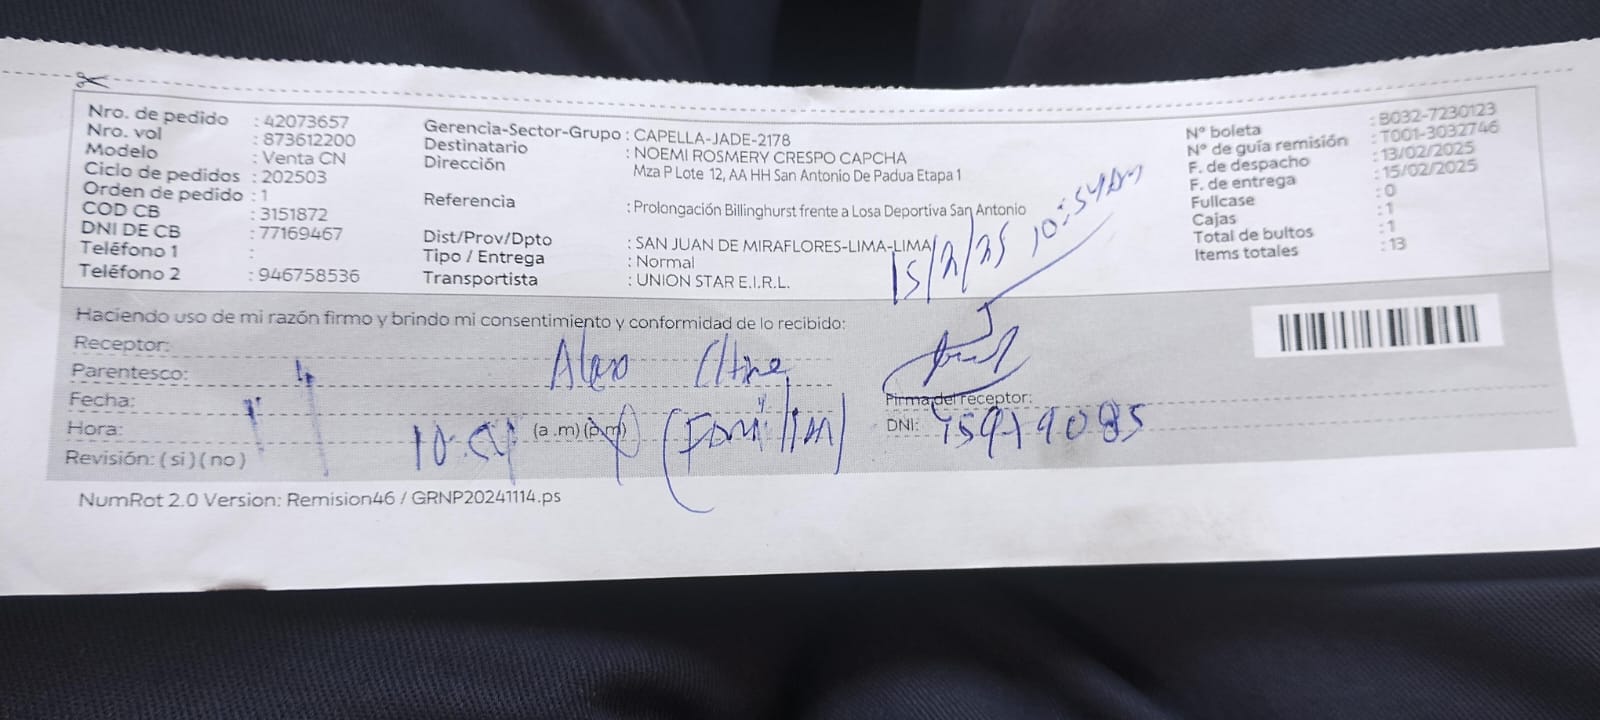 Nro. de pedido : 42073657
Nro. vol : 873612200
Modelo : Venta CN
Ciclo de pedidos : 202503
Orden de pedido : 1
COD CB : 3151872
DNI DE CB : 77169467
Teléfono 1 :
Teléfono 2 : 946758536
Gerencia-Sector-Grupo : CAPELLA-JADE-2178
Destinatario : NOEMI ROSMERY CRESPO CAPCHA
Dirección Mza P Lote 12, AA HH San Antonio De Padua Etapa 1
Referencia : Prolongación Billinghurst frente a Losa Deportiva San Antonio
Dist/Prov/Dpto : SAN JUAN DE MIRAFLORES-LIMA-LIMA
Tipo / Entrega : Normal
Transportista : UNION STAR E.I.R.L.
N° boleta : B032-7230123
N° de guía remisión : T001-3032746
F. de despacho : 13/02/2025
F. de entrega : 15/02/2025
Fullcase : 0
Cajas : 1
Total de bultos : 1
Items totales : 13
15/2/25 10:54
Haciendo uso de mi razón firmo y brindo mi consentimiento y conformidad de lo recibido:
Receptor:
Alex
Parentesco:
Fecha:
Firma del receptor:
Hora: (a .m) (p.m)
DNI:
Revisión: ( si ) ( no )
NumRot 2.0 Version: Remision46 / GRNP20241114.ps